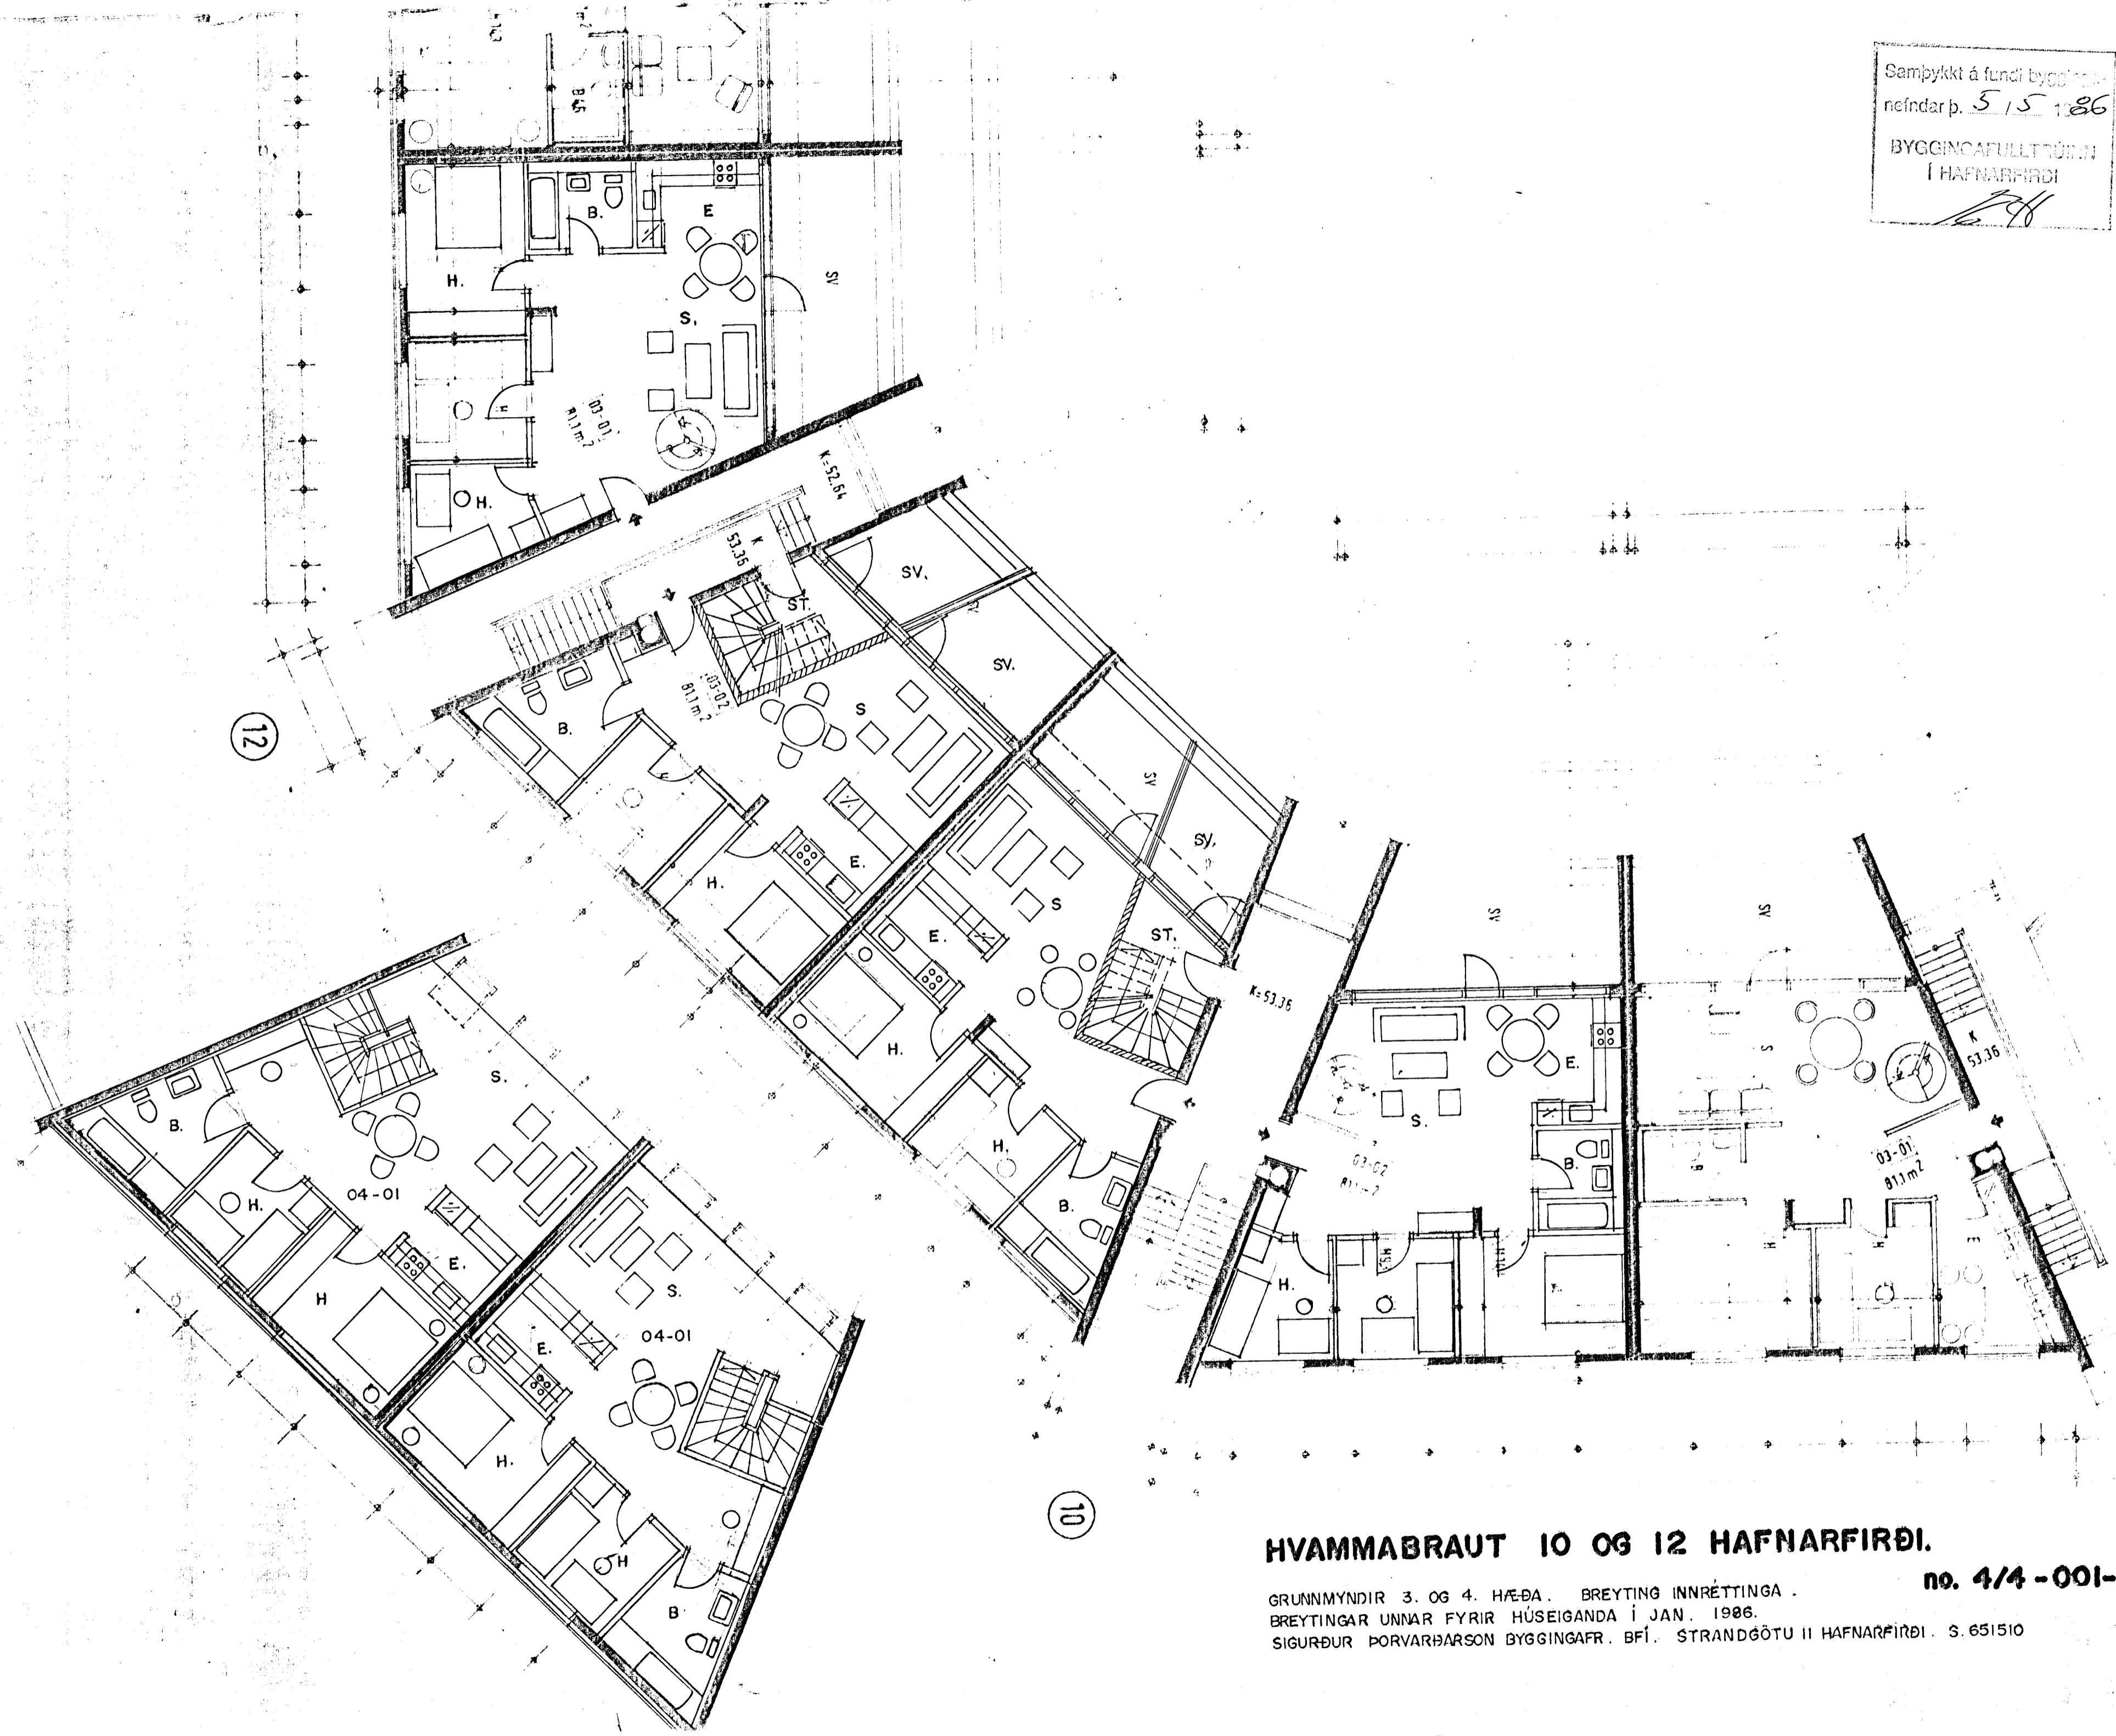 Samþykkt á fundi
nefndar þ. 5 / 5 1986
BYGGINGAFULLTRÚINN
Í HAFNARFIRÐI
B.
E
H.
SV
S.
H
03-01
81.1 m2
H.
K=52.64
K
53.36
ST.
SV.
SV.
03-02
81.1 m2
S
B.
12
H.
E.
SV
SV.
S
E.
ST.
H.
K=53.36
H.
B.
SV
SV
E.
S.
S
K
53.36
03-02
B.
03-01
81.1 m2
H.
H
H
E
S.
B.
H.
04-01
E.
H
S.
E.
04-01
H.
H
B
10
HVAMMABRAUT 10 OG 12 HAFNARFIRÐI.
no. 4/4-001-
GRUNNMYNDIR 3. OG 4. HÆÐA. BREYTING INNRÉTTINGA.
BREYTINGAR UNNAR FYRIR HÚSEIGANDA Í JAN. 1986.
SIGURÐUR ÞORVARÐARSON BYGGINGAFR. BFÍ. STRANDGÖTU 11 HAFNARFIRÐI. S. 651510